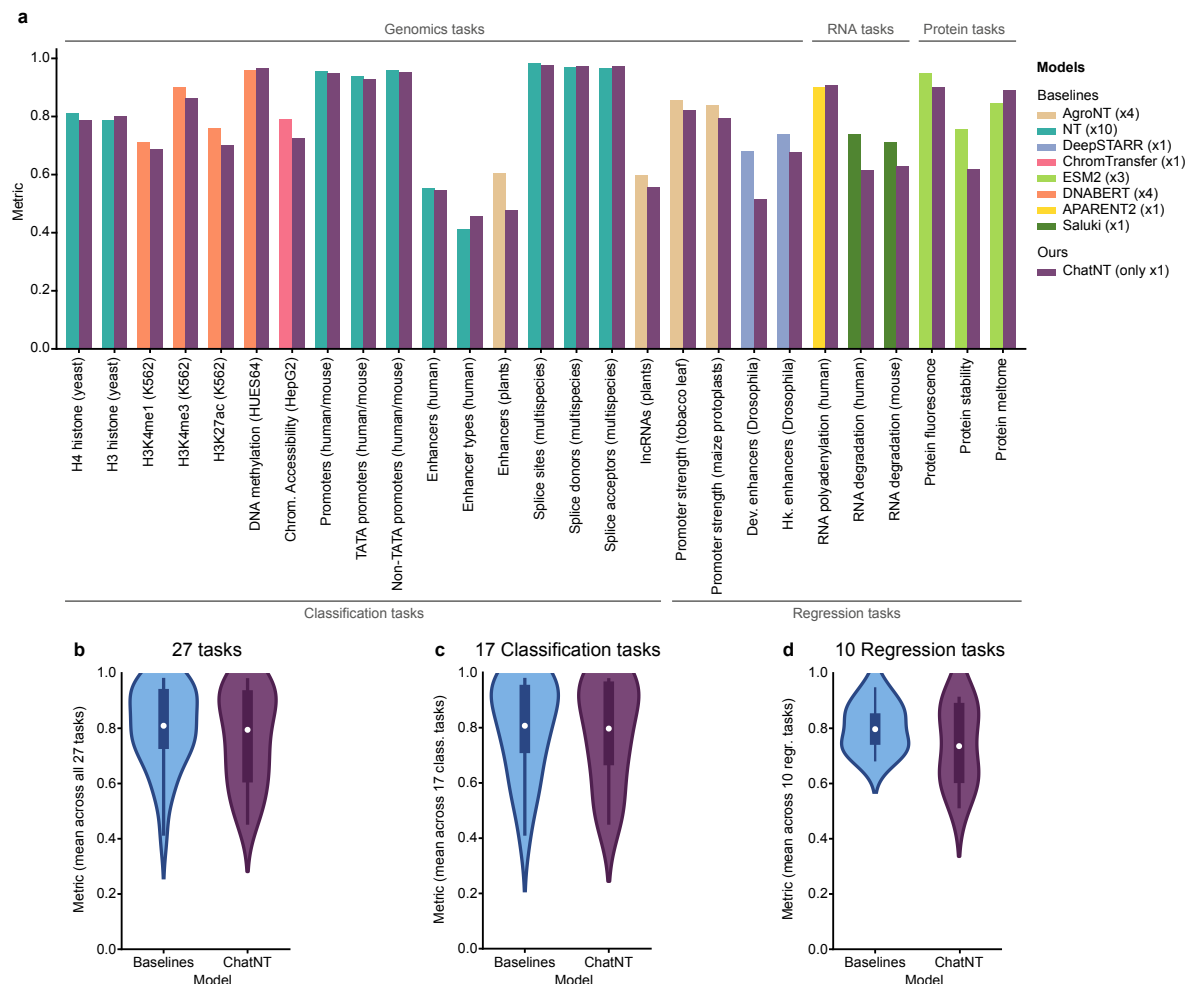 a
Genomics tasks
RNA tasks
Protein tasks
Metric
1.0
0.8
0.6
0.4
0.2
0.0
H4 histone (yeast)
H3 histone (yeast)
H3K4me1 (K562)
H3K4me3 (K562)
H3K27ac (K562)
DNA methylation (HUES64)
Chrom. Accessibility (HepG2)
Promoters (human/mouse)
TATA promoters (human/mouse)
Non-TATA promoters (human/mouse)
Enhancers (human)
Enhancer types (human)
Enhancers (plants)
Splice sites (multispecies)
Splice donors (multispecies)
Splice acceptors (multispecies)
lncRNAs (plants)
Promoter strength (tobacco leaf)
Promoter strength (maize protoplasts)
Dev. enhancers (Drosophila)
Hk. enhancers (Drosophila)
RNA polyadenylation (human)
RNA degradation (human)
RNA degradation (mouse)
Protein fluorescence
Protein stability
Protein meltome
Classification tasks
Regression tasks
Models
Baselines
AgroNT (x4)
NT (x10)
DeepSTARR (x1)
ChromTransfer (x1)
ESM2 (x3)
DNABERT (x4)
APARENT2 (x1)
Saluki (x1)
Ours
ChatNT (only x1)
b
27 tasks
Metric (mean across all 27 tasks)
1.0
0.8
0.6
0.4
0.2
0.0
Baselines
ChatNT
Model
c
17 Classification tasks
Metric (mean across 17 class. tasks)
1.0
0.8
0.6
0.4
0.2
0.0
Baselines
ChatNT
Model
d
10 Regression tasks
Metric (mean across 10 regr. tasks)
1.0
0.8
0.6
0.4
0.2
0.0
Baselines
ChatNT
Model